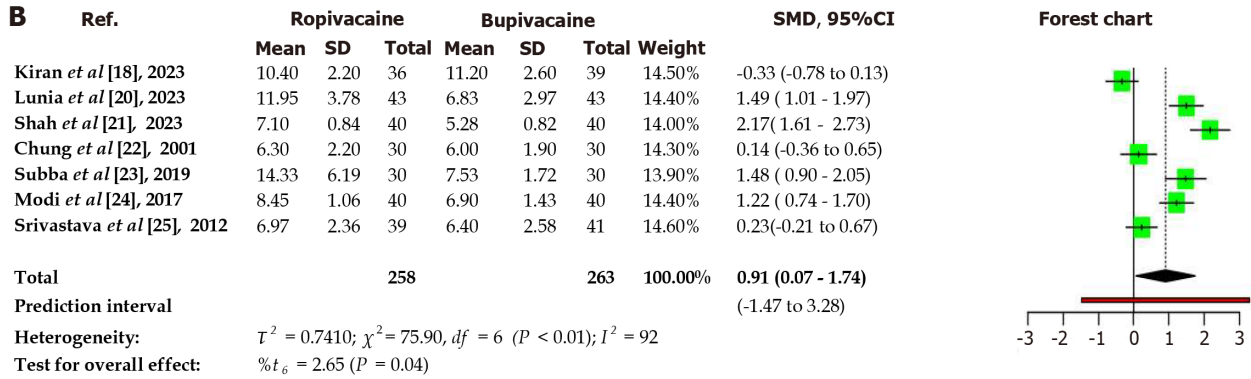 B Ref. Ropivacaine Bupivacaine SMD, 95%CI Forest chart
Mean SD Total Mean SD Total Weight
Kiran et al [18], 2023 10.40 2.20 36 11.20 2.60 39 14.50% -0.33 (-0.78 to 0.13)
Lunia et al [20], 2023 11.95 3.78 43 6.83 2.97 43 14.40% 1.49 ( 1.01 - 1.97)
Shah et al [21], 2023 7.10 0.84 40 5.28 0.82 40 14.00% 2.17( 1.61 - 2.73)
Chung et al [22], 2001 6.30 2.20 30 6.00 1.90 30 14.30% 0.14 (-0.36 to 0.65)
Subba et al [23], 2019 14.33 6.19 30 7.53 1.72 30 13.90% 1.48 ( 0.90 - 2.05)
Modi et al [24], 2017 8.45 1.06 40 6.90 1.43 40 14.40% 1.22 ( 0.74 - 1.70)
Srivastava et al [25], 2012 6.97 2.36 39 6.40 2.58 41 14.60% 0.23(-0.21 to 0.67)
Total 258 263 100.00% 0.91 (0.07 - 1.74)
Prediction interval (-1.47 to 3.28)
Heterogeneity: τ² = 0.7410; χ² = 75.90, df = 6 (P < 0.01); I² = 92
-3 -2 -1 0 1 2 3
Test for overall effect: %t₆ = 2.65 (P = 0.04)